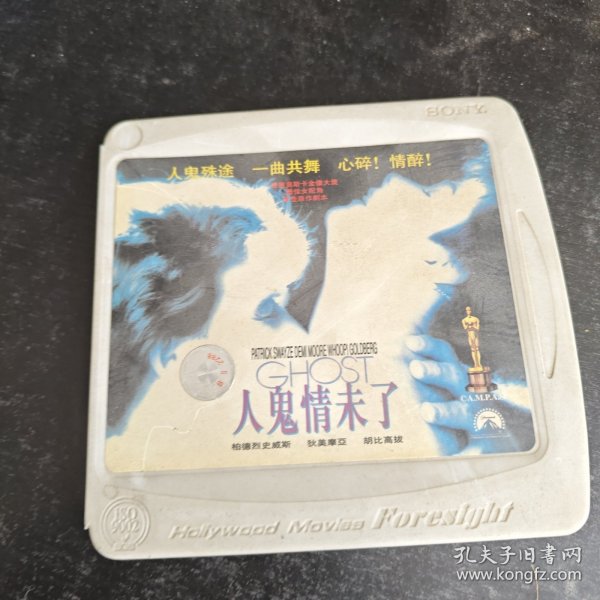 SONY
人鬼殊途 一曲共舞 心碎！情醉！
PATRICK SWAYZE DEMI MOORE WHOOPI GOLDBERG
GHOST
人鬼情未了
柏德烈史威斯 狄美摩亞 胡比高拔
ISO
9002
Hollywood Movies Foresight
孔夫子旧书网
www.kongfz.com